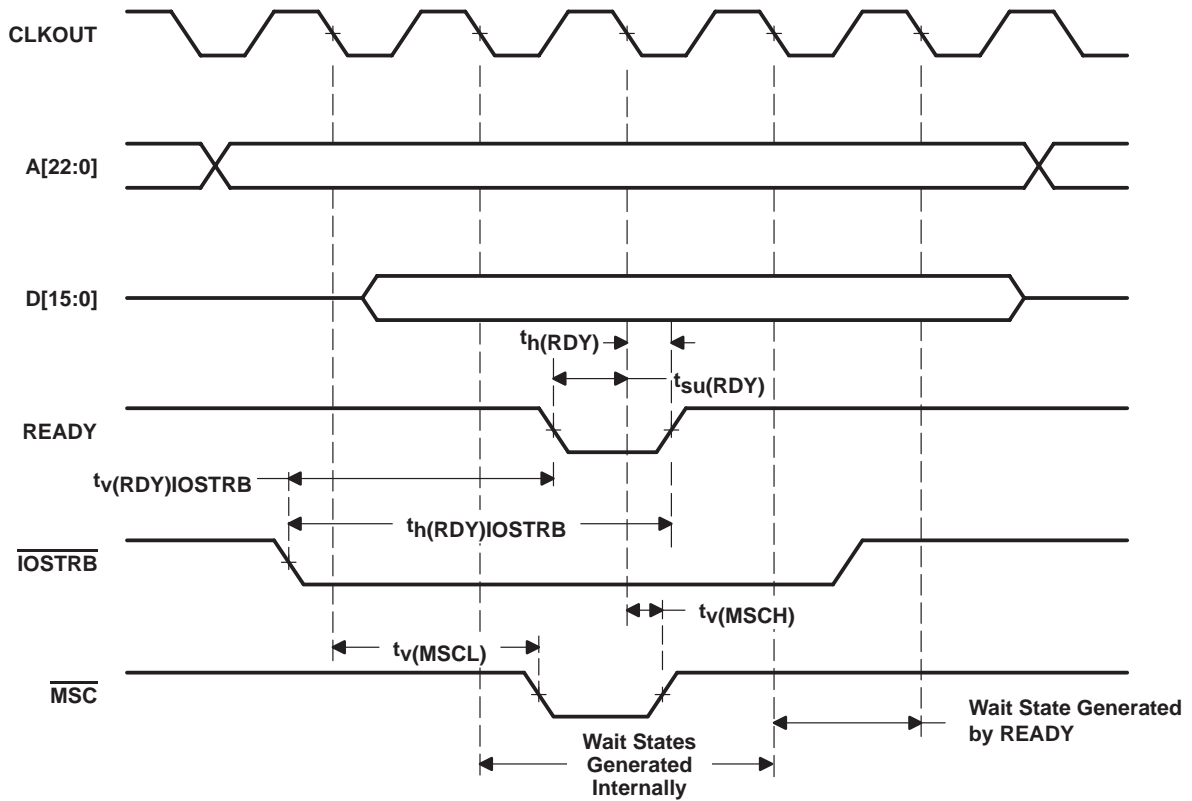 CLKOUT
A[22:0]
D[15:0]
th(RDY)
tsu(RDY)
READY
tv(RDY)IOSTRB
th(RDY)IOSTRB
IOSTRB
tv(MSCH)
tv(MSCL)
MSC
Wait State Generated
by READY
Wait States
Generated
Internally